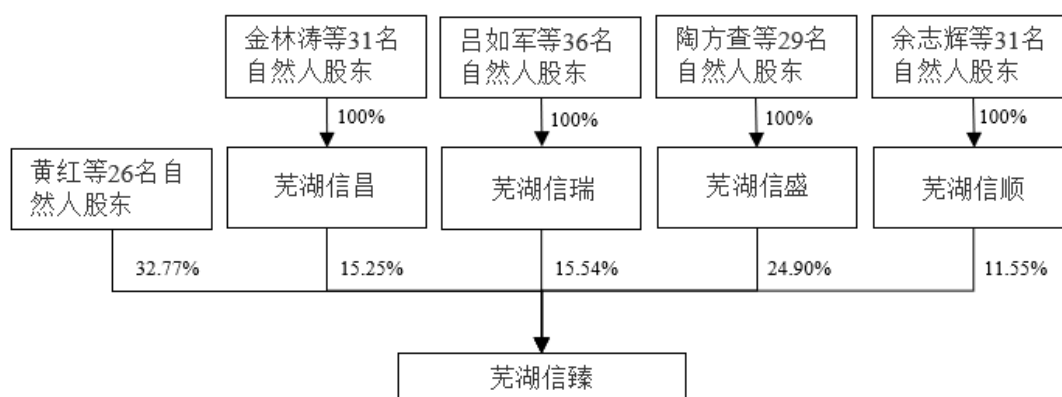 金林涛等31名
自然人股东
吕如军等36名
自然人股东
陶方查等29名
自然人股东
余志辉等31名
自然人股东
100%
100%
100%
100%
黄红等26名自
然人股东
芜湖信昌
芜湖信瑞
芜湖信盛
芜湖信顺
32.77%
15.25%
15.54%
24.90%
11.55%
芜湖信臻